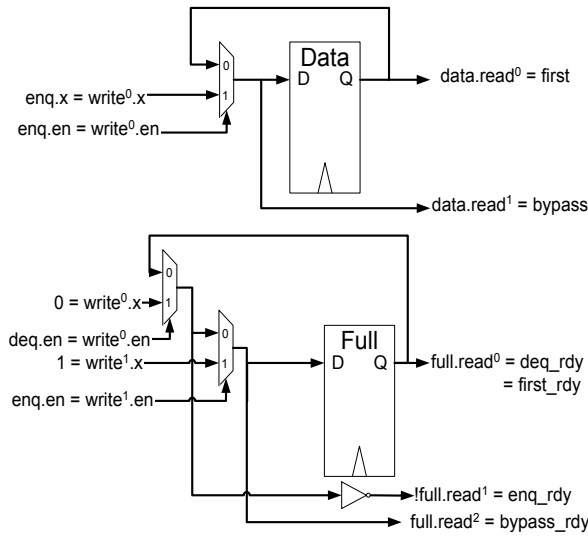 Data
0
D Q
data.read⁰ = first
enq.x = write⁰.x
1
enq.en = write⁰.en
data.read¹ = bypass
0
0 = write⁰.x
1
deq.en = write⁰.en
0
Full
1 = write¹.x
1
D Q
full.read⁰ = deq_rdy
= first_rdy
enq.en = write¹.en
!full.read¹ = enq_rdy
full.read² = bypass_rdy